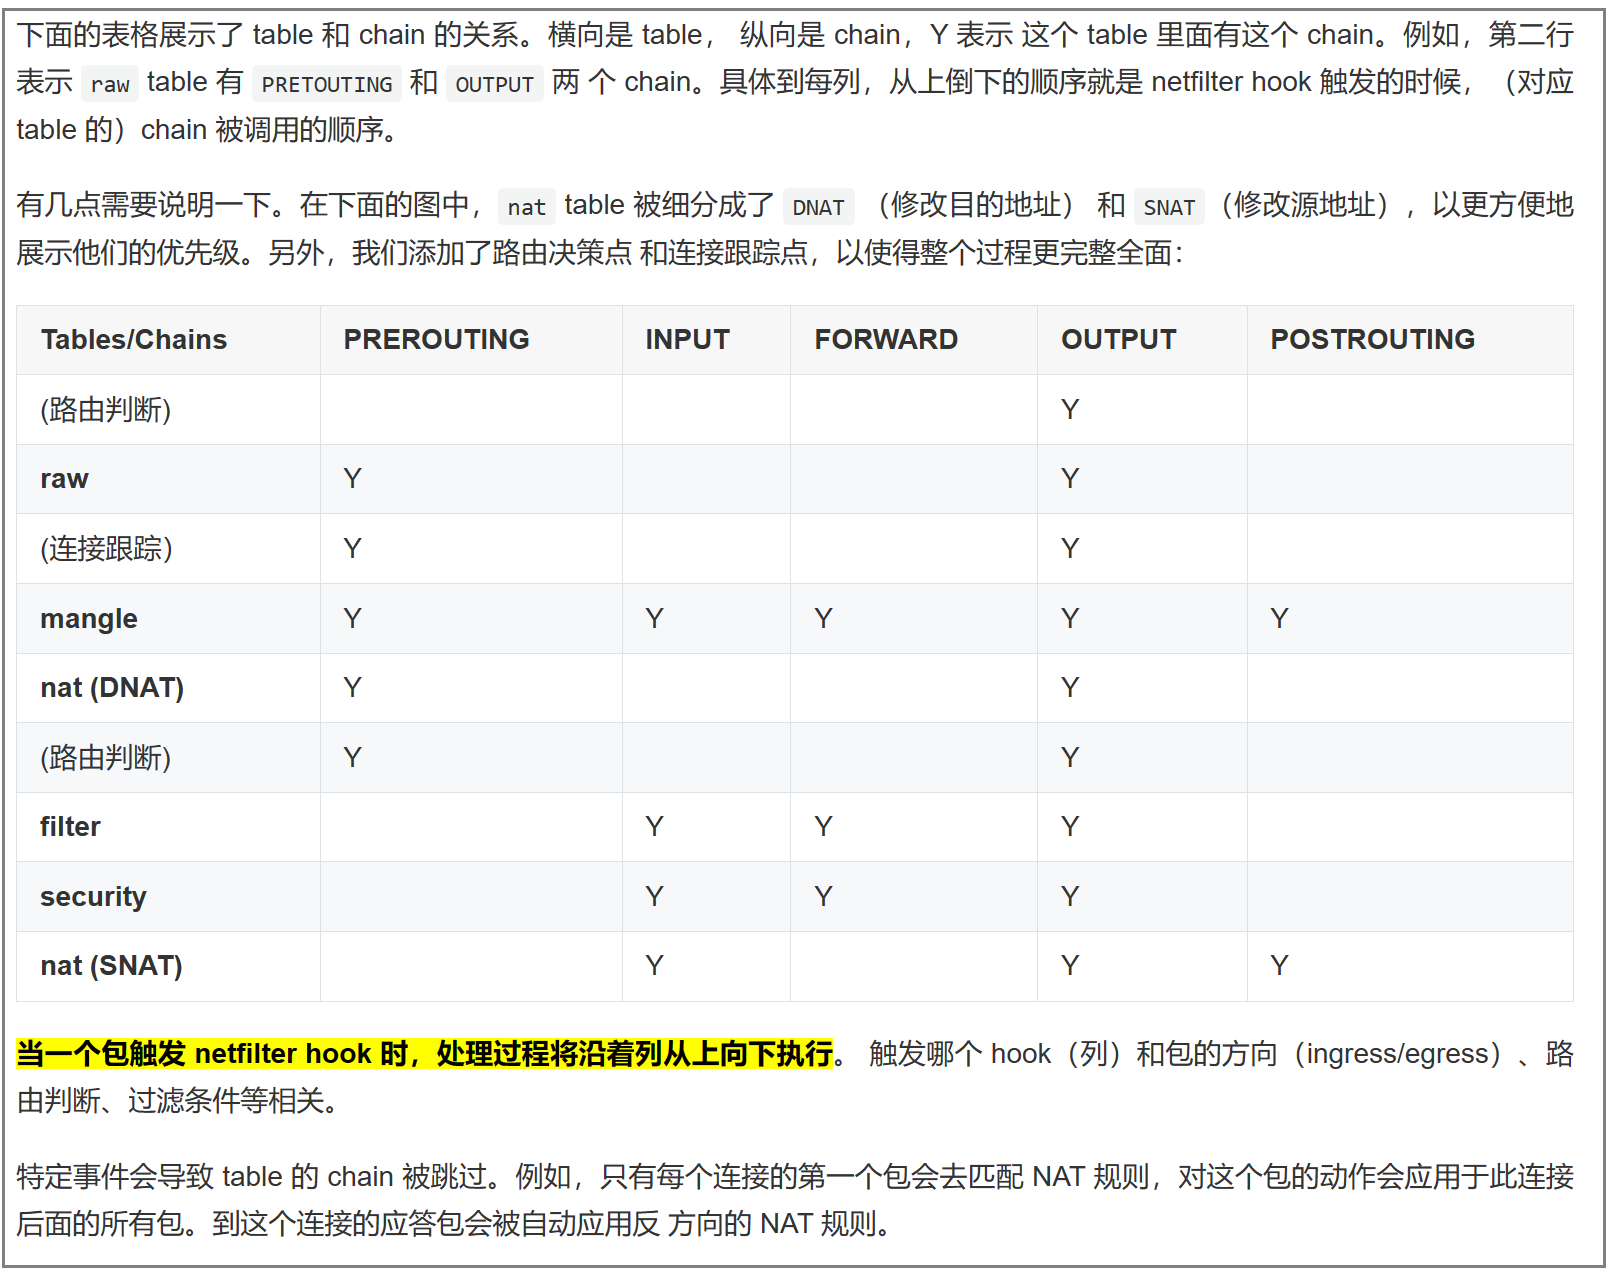 下面的表格展示了 table 和 chain 的关系。横向是 table， 纵向是 chain，Y 表示 这个 table 里面有这个 chain。例如，第二行
表示 raw table 有 PRETOUTING 和 OUTPUT 两 个 chain。具体到每列，从上倒下的顺序就是 netfilter hook 触发的时候，（对应
table 的）chain 被调用的顺序。
有几点需要说明一下。在下面的图中， nat table 被细分成了 DNAT （修改目的地址） 和 SNAT （修改源地址），以更方便地
展示他们的优先级。另外，我们添加了路由决策点 和连接跟踪点，以使得整个过程更完整全面：
Tables/Chains PREROUTING INPUT FORWARD OUTPUT POSTROUTING
(路由判断) Y
raw Y Y
(连接跟踪） Y Y
mangle Y Y Y Y Y
nat (DNAT) Y Y
(路由判断) Y Y
filter Y Y Y
security Y Y Y
nat (SNAT) Y Y Y
当一个包触发 netfilter hook 时，处理过程将沿着列从上向下执行。 触发哪个 hook（列）和包的方向（ingress/egress）、路
由判断、过滤条件等相关。
特定事件会导致 table 的 chain 被跳过。例如，只有每个连接的第一个包会去匹配 NAT 规则，对这个包的动作会应用于此连接
后面的所有包。到这个连接的应答包会被自动应用反 方向的 NAT 规则。